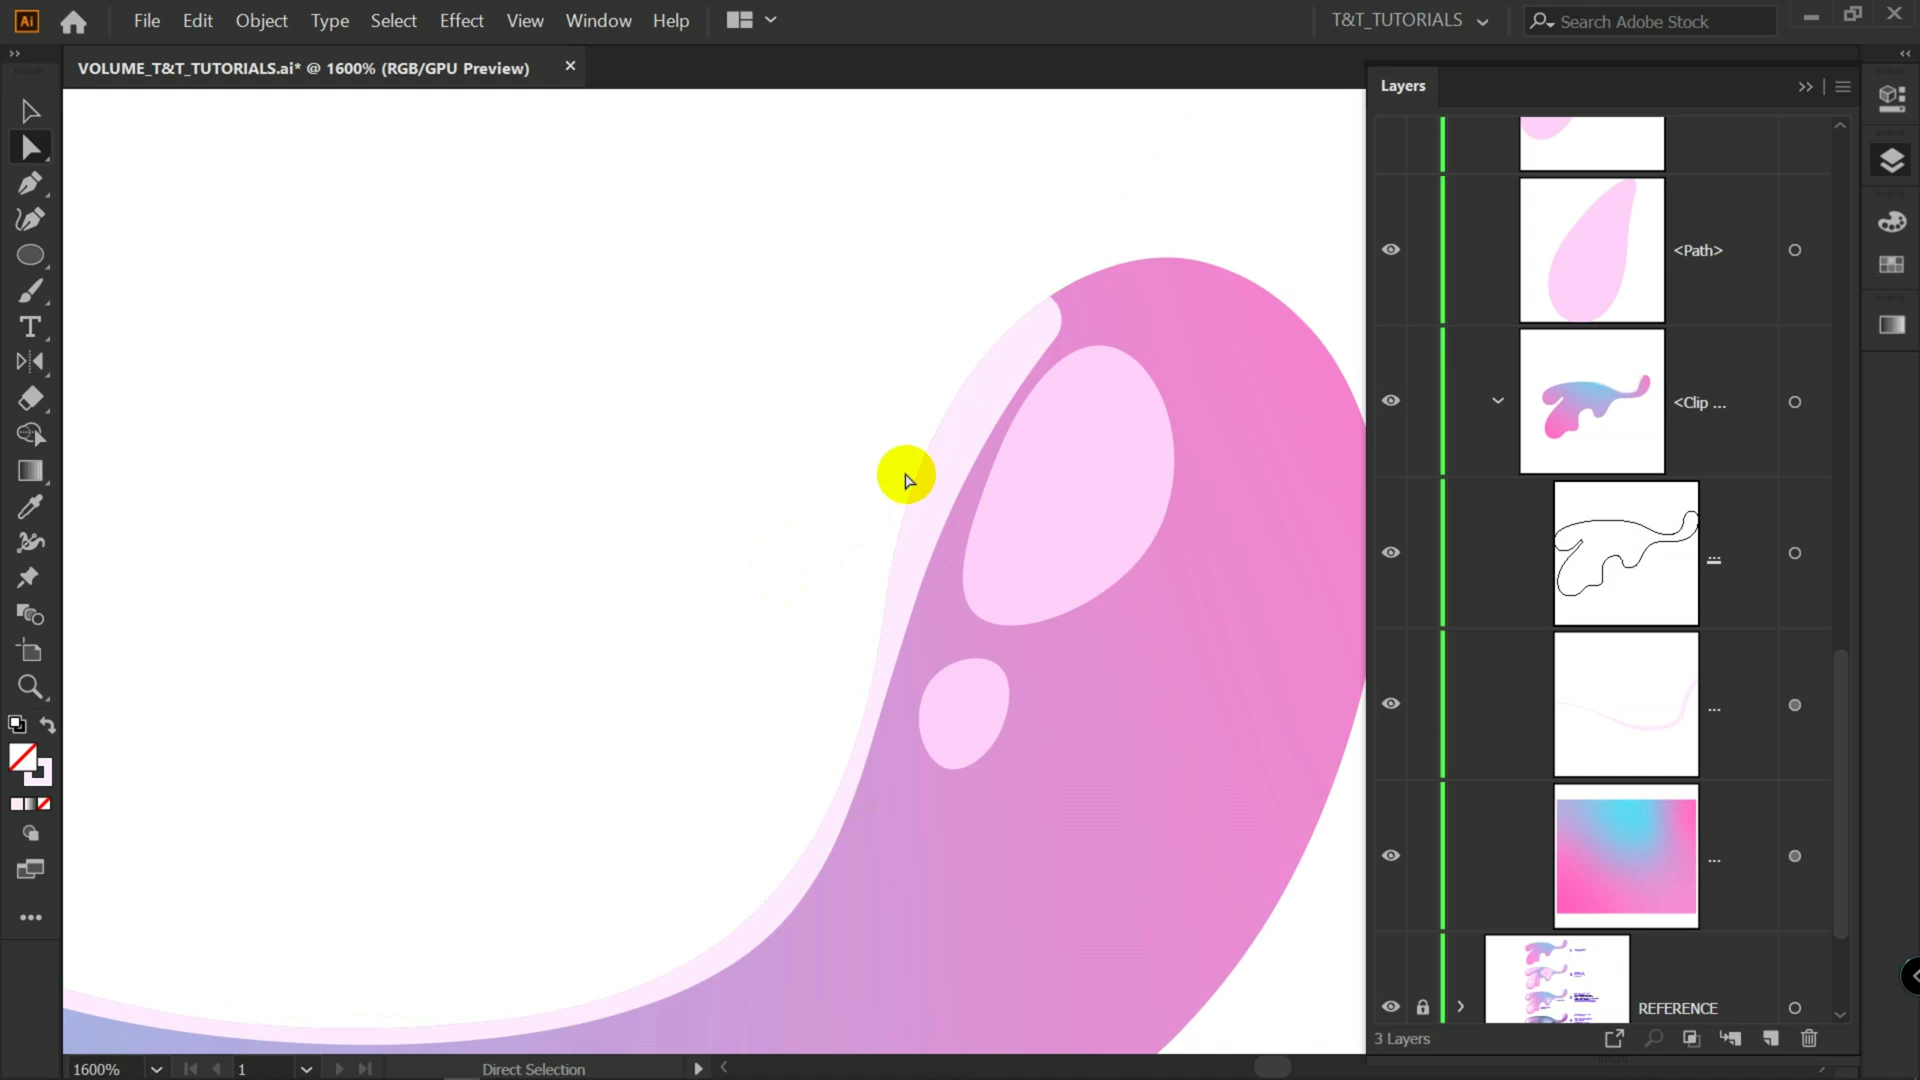 Ai File Edit Object Type Select Effect View Window Help T&T_TUTORIALS Search Adobe Stock
VOLUME_T&T_TUTORIALS.ai* @ 1600% (RGB/GPU Preview)
Layers
<Path>
<Clip ...
...
...
...
REFERENCE
3 Layers
1600% 1 Direct Selection